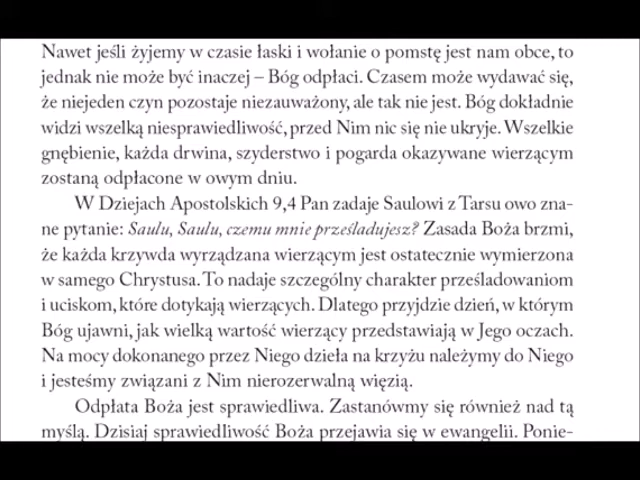 Nawet jeśli żyjemy w czasie łaski i wołanie o pomstę jest nam obce, to
jednak nie może być inaczej – Bóg odpłaci. Czasem może wydawać się,
że niejeden czyn pozostaje niezauważony, ale tak nie jest. Bóg dokładnie
widzi wszelką niesprawiedliwość, przed Nim nic się nie ukryje. Wszelkie
gnębienie, każda drwina, szyderstwo i pogarda okazywane wierzącym
zostaną odpłacone w owym dniu.
W Dziejach Apostolskich 9,4 Pan zadaje Saulowi z Tarsu owo zna-
ne pytanie: Saulu, Saulu, czemu mnie prześladujesz? Zasada Boża brzmi,
że każda krzywda wyrządzana wierzącym jest ostatecznie wymierzona
w samego Chrystusa. To nadaje szczególny charakter prześladowaniom
i uciskom, które dotykają wierzących. Dlatego przyjdzie dzień, w którym
Bóg ujawni, jak wielką wartość wierzący przedstawiają w Jego oczach.
Na mocy dokonanego przez Niego dzieła na krzyżu należymy do Niego
i jesteśmy związani z Nim nierozerwalną więzią.
Odpłata Boża jest sprawiedliwa. Zastanówmy się również nad tą
myślą. Dzisiaj sprawiedliwość Boża przejawia się w ewangelii. Ponie-